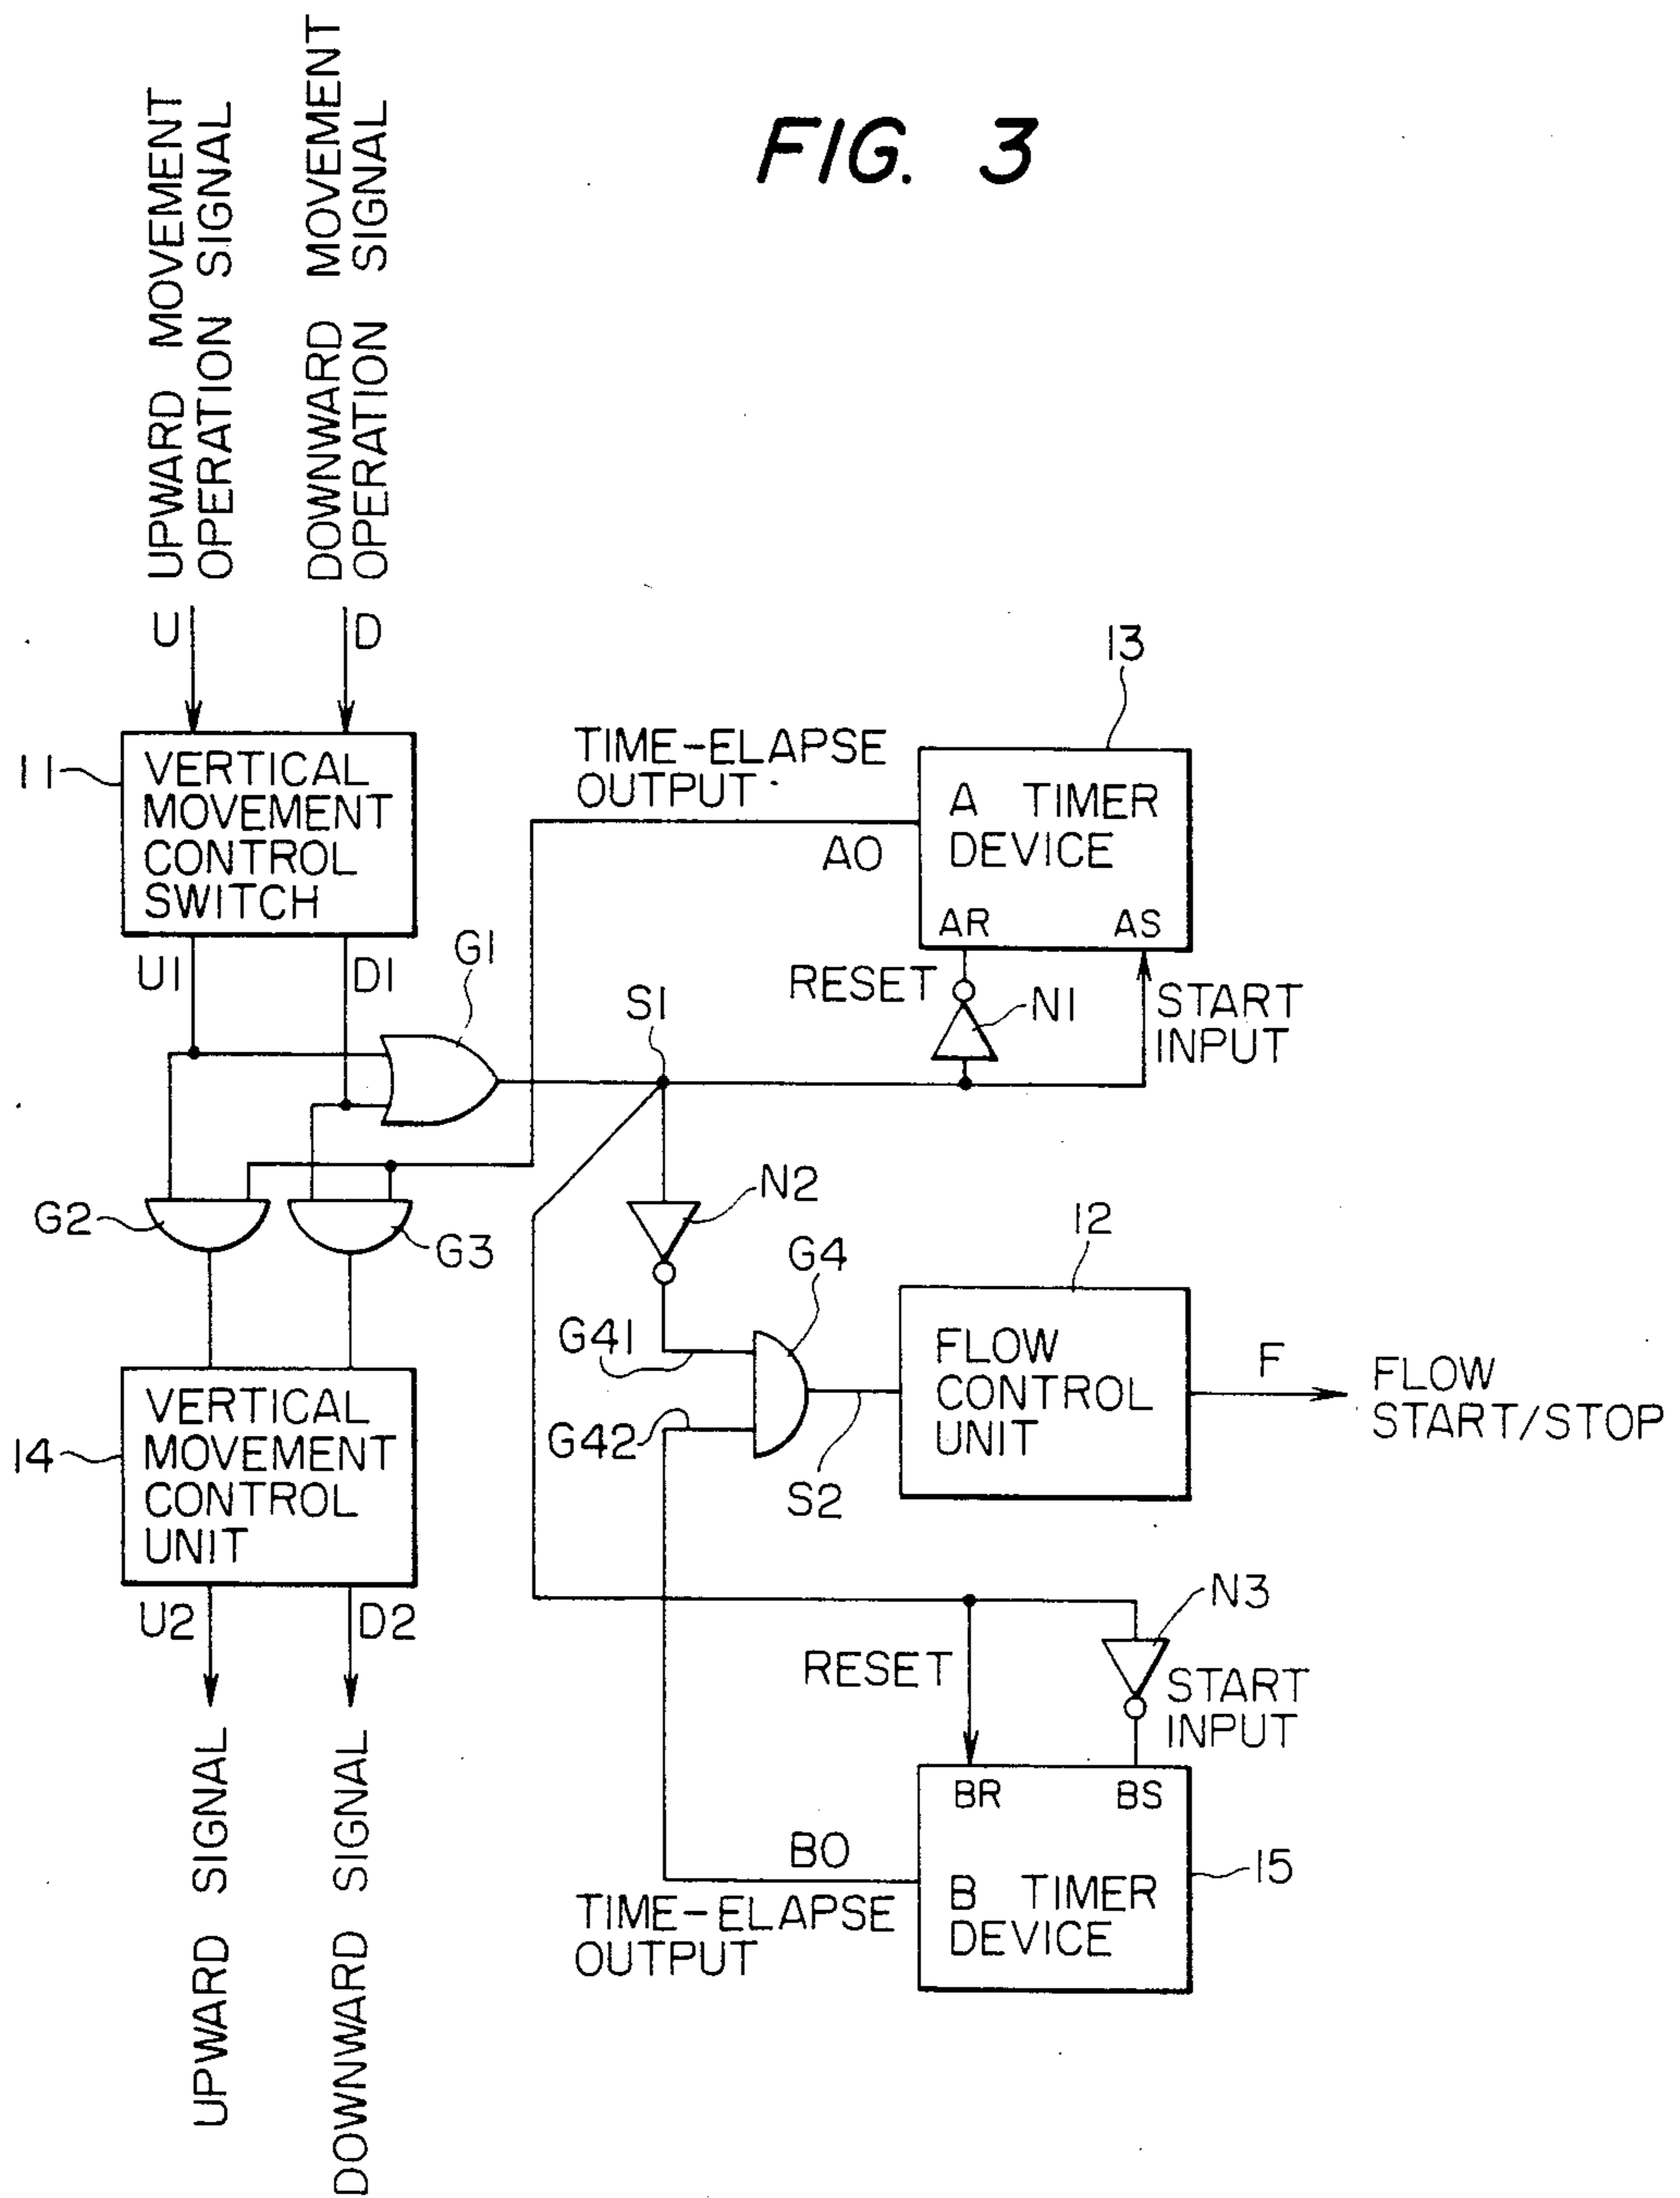 FIG. 3
UPWARD MOVEMENT
OPERATION SIGNAL
DOWNWARD MOVEMENT
OPERATION SIGNAL
U
D
11
VERTICAL
MOVEMENT
CONTROL
SWITCH
U1
D1
G1
TIME-ELAPSE
OUTPUT
AO
13
A TIMER
DEVICE
AR
AS
RESET
N1
START
INPUT
S1
G2
G3
N2
G4
G41
G42
S2
12
FLOW
CONTROL
UNIT
F
FLOW
START/STOP
14
VERTICAL
MOVEMENT
CONTROL
UNIT
U2
D2
UPWARD SIGNAL
DOWNWARD SIGNAL
RESET
N3
START
INPUT
BR
BS
BO
TIME-ELAPSE
OUTPUT
B TIMER
DEVICE
15